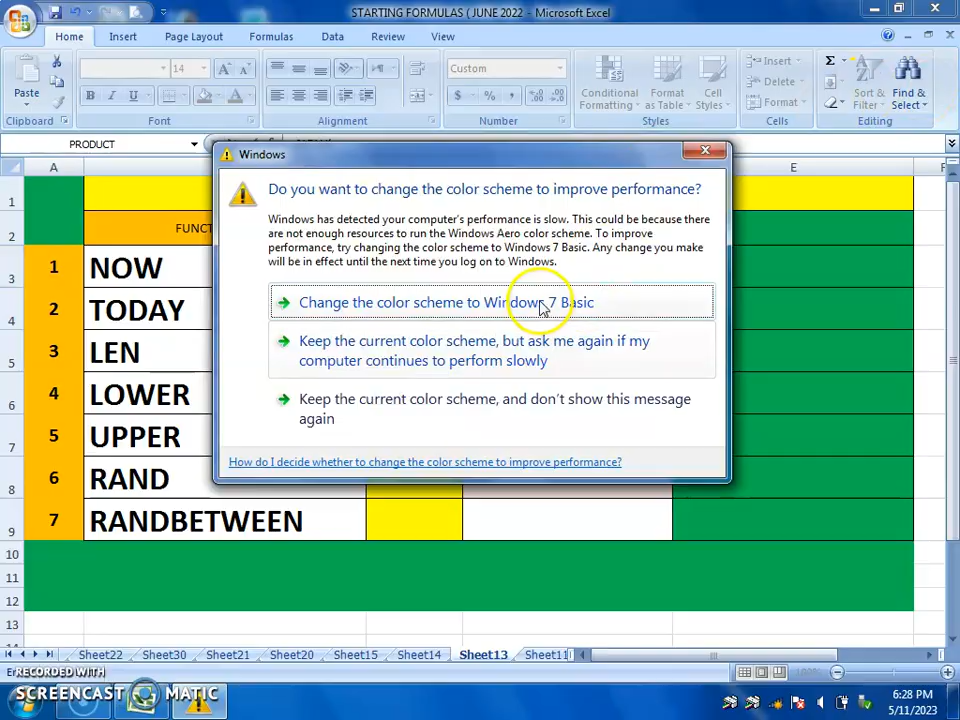 STARTING FORMULAS ( JUNE 2022 - Microsoft Excel
Home Insert Page Layout Formulas Data Review View
Paste
14
B I U
Custom
$ % ,
Conditional Formatting
Format as Table
Cell Styles
Insert
Delete
Format
Σ
Sort & Filter
Find & Select
Clipboard Font Alignment Number Styles Cells Editing
PRODUCT
A E F
1
2
3
4
5
6
7
8
9
10
11
12
13
1 NOW
2 TODAY
3 LEN
4 LOWER
5 UPPER
6 RAND
7 RANDBETWEEN
Windows
Do you want to change the color scheme to improve performance?
Windows has detected your computer's performance is slow. This could be because there
are not enough resources to run the Windows Aero color scheme. To improve
performance, try changing the color scheme to Windows 7 Basic. Any change you make
will be in effect until the next time you log on to Windows.
Change the color scheme to Windows 7 Basic
Keep the current color scheme, but ask me again if my
computer continues to perform slowly
Keep the current color scheme, and don't show this message
again
How do I decide whether to change the color scheme to improve performance?
Sheet22 Sheet30 Sheet21 Sheet20 Sheet15 Sheet14 Sheet13 Sheet11
RECORDED WITH
SCREENCAST MATIC
6:28 PM
5/11/2023